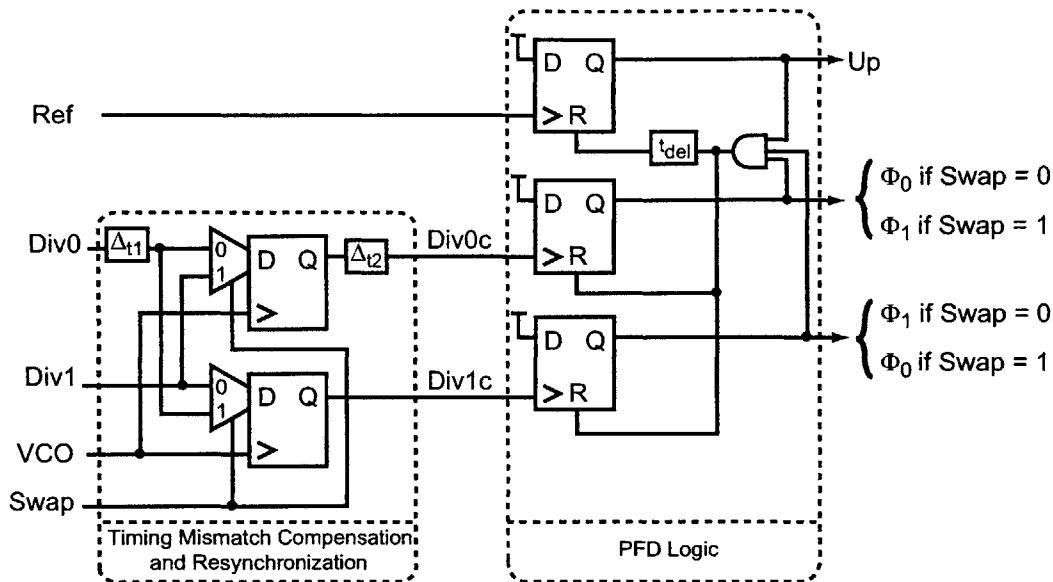 D Q
Up
Ref
> R
t_del
D Q
Φ0 if Swap = 0
Φ1 if Swap = 1
Div0
Δt1
0
1
D Q
Δt2
Div0c
> R
>
D Q
Φ1 if Swap = 0
Φ0 if Swap = 1
Div1
0
1
D Q
Div1c
> R
VCO
>
Swap
Timing Mismatch Compensation
and Resynchronization
PFD Logic